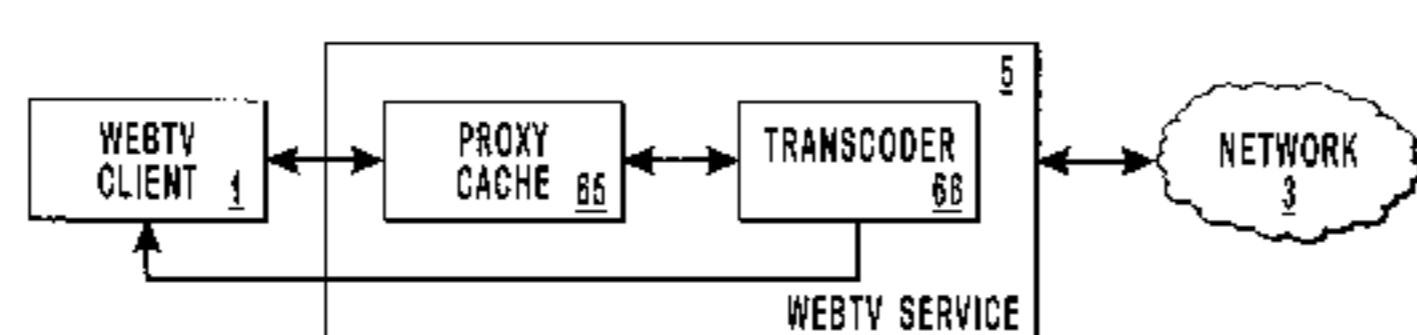 5
WEBTV
CLIENT 1
PROXY
CACHE 65
TRANSCODER
66
NETWORK
3
WEBTV SERVICE